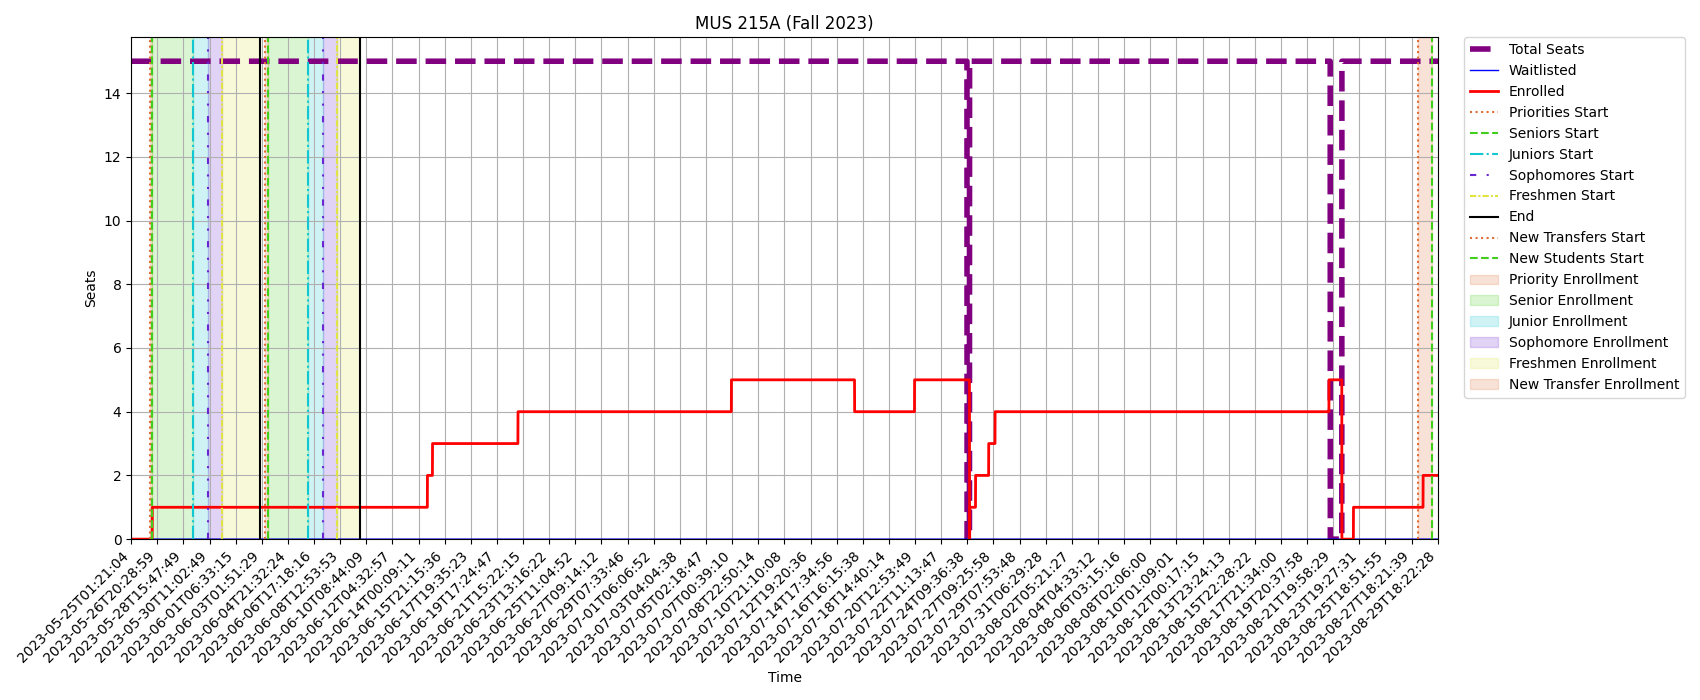 MUS 215A (Fall 2023)
Seats
14
12
10
8
6
4
2
0
2023-05-25T01:21:04
2023-05-26T20:28:59
2023-05-28T15:47:49
2023-05-30T11:02:49
2023-06-01T06:33:15
2023-06-03T01:51:29
2023-06-04T21:32:24
2023-06-06T17:18:16
2023-06-08T12:53:53
2023-06-10T08:44:09
2023-06-12T04:32:57
2023-06-14T00:09:11
2023-06-15T21:15:36
2023-06-17T19:35:23
2023-06-19T17:24:47
2023-06-21T15:22:15
2023-06-23T13:16:22
2023-06-25T11:04:52
2023-06-27T09:14:12
2023-06-29T07:33:46
2023-07-01T06:06:52
2023-07-03T04:04:38
2023-07-05T02:18:47
2023-07-07T00:39:10
2023-07-08T22:50:14
2023-07-10T21:10:08
2023-07-12T19:20:36
2023-07-14T17:34:56
2023-07-16T16:15:38
2023-07-18T14:40:14
2023-07-20T12:53:49
2023-07-22T11:13:47
2023-07-24T09:36:38
2023-07-27T09:25:58
2023-07-29T07:53:48
2023-07-31T06:29:28
2023-08-02T05:21:27
2023-08-04T04:33:12
2023-08-06T03:15:16
2023-08-08T02:06:00
2023-08-10T01:09:01
2023-08-12T00:17:15
2023-08-13T23:24:13
2023-08-15T22:28:22
2023-08-17T21:34:00
2023-08-19T20:37:58
2023-08-21T19:58:29
2023-08-23T19:27:31
2023-08-25T18:51:55
2023-08-27T18:21:39
2023-08-29T18:22:28
Time
Total Seats
Waitlisted
Enrolled
Priorities Start
Seniors Start
Juniors Start
Sophomores Start
Freshmen Start
End
New Transfers Start
New Students Start
Priority Enrollment
Senior Enrollment
Junior Enrollment
Sophomore Enrollment
Freshmen Enrollment
New Transfer Enrollment